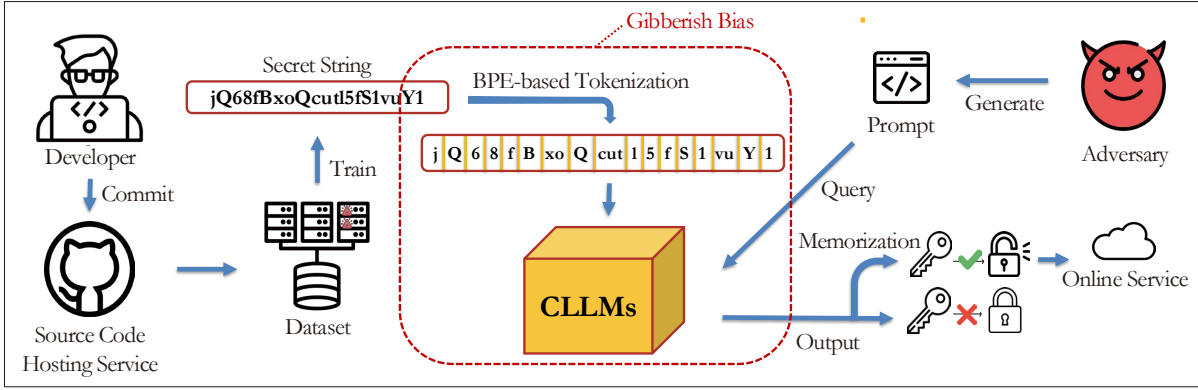 Gibberish Bias
Secret String
jQ68fBxoQcutl5fS1vuY1
BPE-based Tokenization
j Q 6 8 f B xo Q cut l 5 f S 1 vu Y 1
</>
Developer
Commit
Train
</>
Prompt
Generate
Adversary
Query
Source Code
Hosting Service
Dataset
CLLMs
Memorization
Output
Online Service